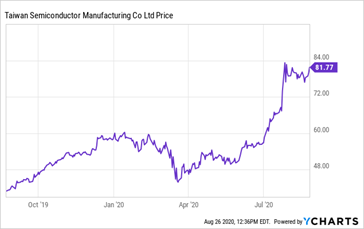 Taiwan Semiconductor Manufacturing Co Ltd Price
84.00
81.77
72.00
60.00
48.00
Oct '19
Jan '20
Apr '20
Jul '20
Aug 26 2020, 12:36PM EDT. Powered by YCHARTS